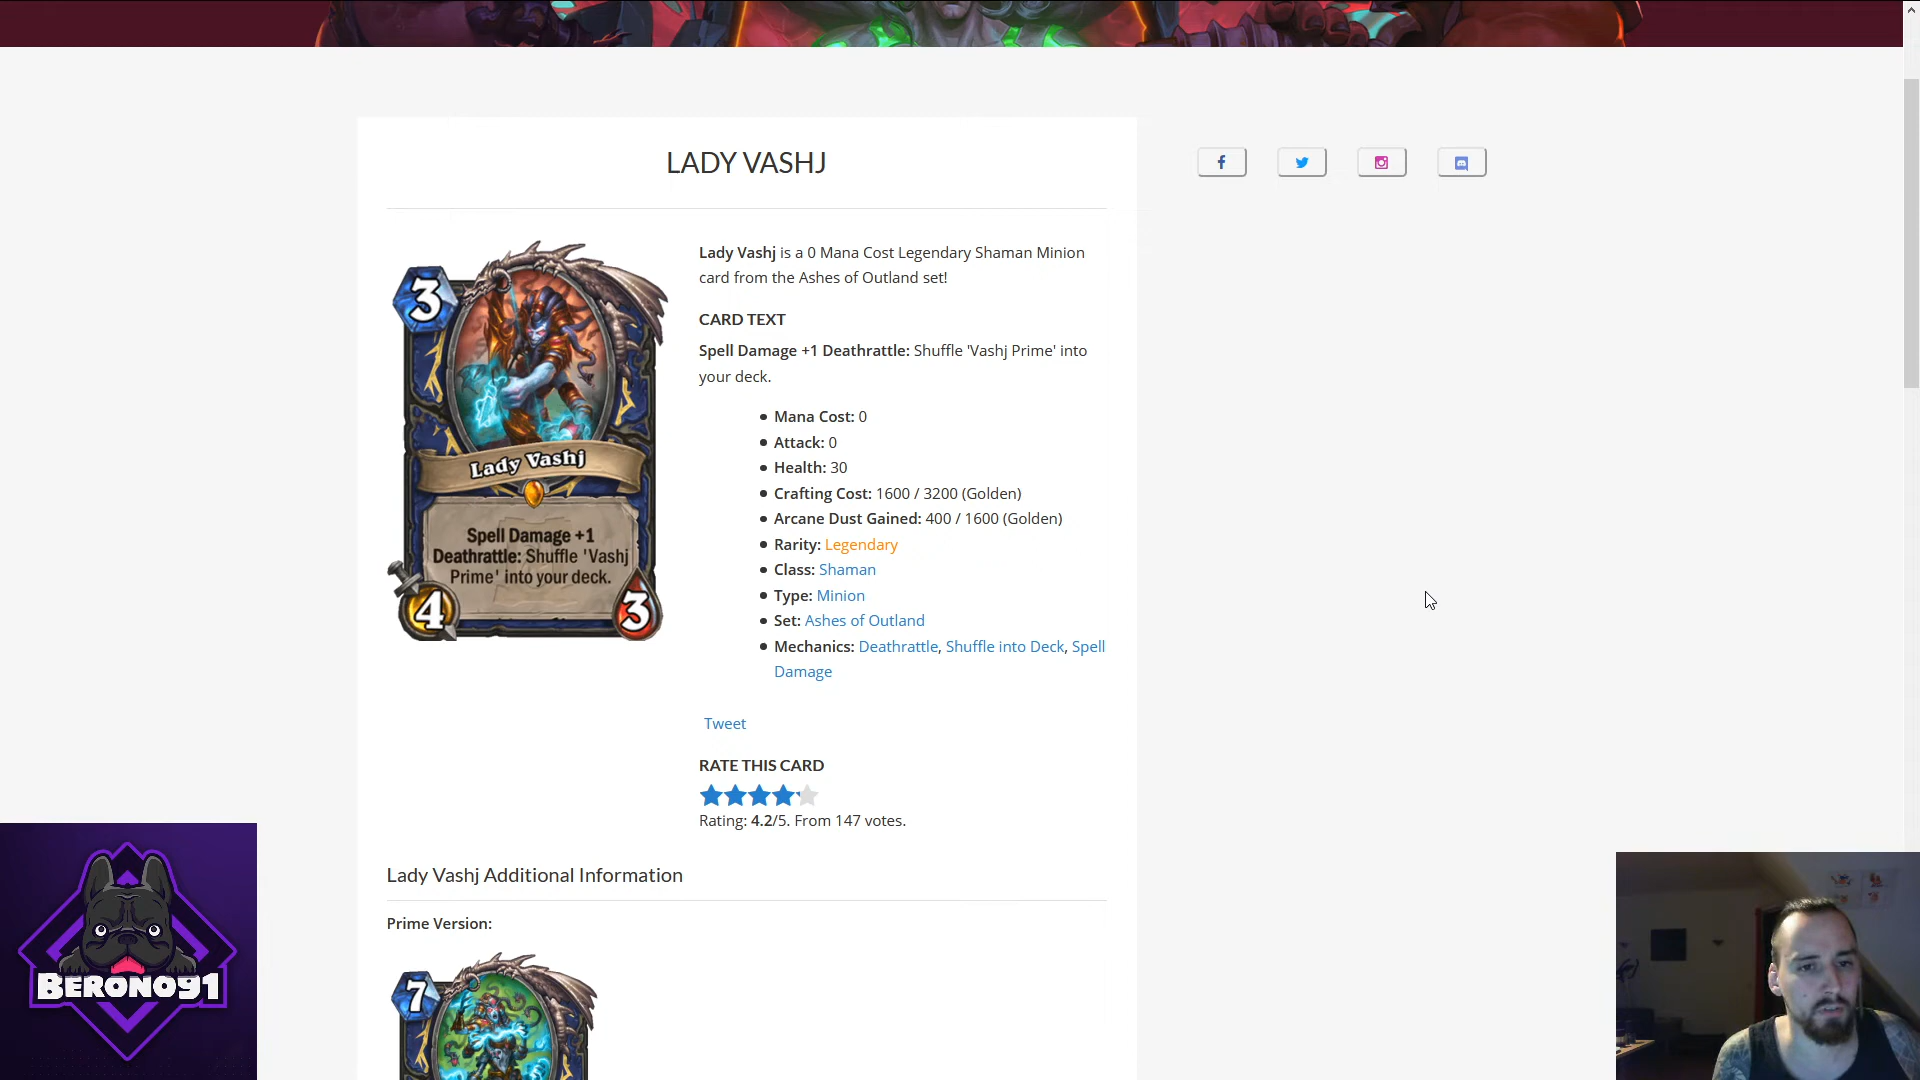 LADY VASHJ
3
Lady Vashj
Spell Damage +1
Deathrattle: Shuffle 'Vashj
Prime' into your deck.
4
3
Lady Vashj is a 0 Mana Cost Legendary Shaman Minion
card from the Ashes of Outland set!
CARD TEXT
Spell Damage +1 Deathrattle: Shuffle 'Vashj Prime' into
your deck.
Mana Cost: 0
Attack: 0
Health: 30
Crafting Cost: 1600 / 3200 (Golden)
Arcane Dust Gained: 400 / 1600 (Golden)
Rarity: Legendary
Class: Shaman
Type: Minion
Set: Ashes of Outland
Mechanics: Deathrattle, Shuffle into Deck, Spell
Damage
Tweet
RATE THIS CARD
Rating: 4.2/5. From 147 votes.
Lady Vashj Additional Information
Prime Version:
7
BERONO91